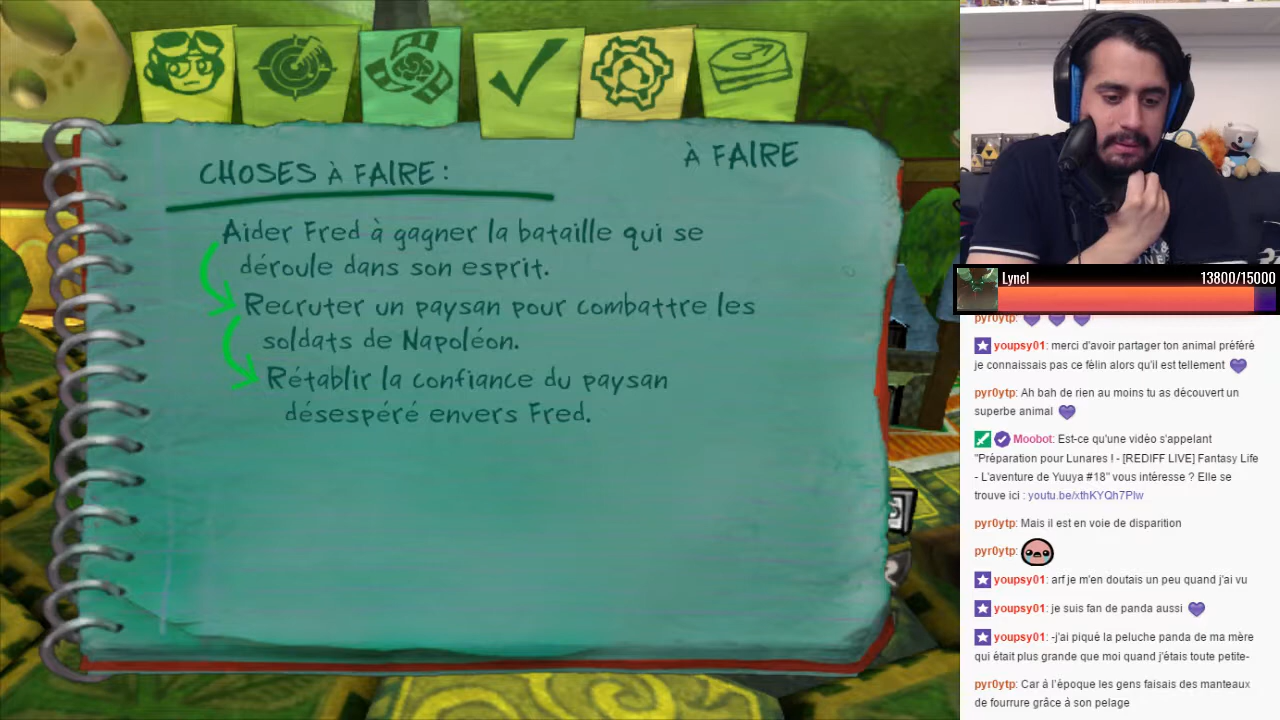 À FAIRE
CHOSES À FAIRE :
Aider Fred à gagner la bataille qui se
déroule dans son esprit.
Recruter un paysan pour combattre les
soldats de Napoléon.
Rétablir la confiance du paysan
désespéré envers Fred.
Lynel 13800/15000
pyr0ytp:
youpsy01: merci d'avoir partager ton animal préféré
je connaissais pas ce félin alors qu'il est tellement
pyr0ytp: Ah bah de rien au moins tu as découvert un
superbe animal
Moobot: Est-ce qu'une vidéo s'appelant
"Préparation pour Lunares ! - [REDIFF LIVE] Fantasy Life
- L'aventure de Yuuya #18" vous intéresse ? Elle se
trouve ici : youtu.be/xthKYQh7PIw
pyr0ytp: Mais il est en voie de disparition
pyr0ytp:
youpsy01: arf je m'en doutais un peu quand j'ai vu
youpsy01: je suis fan de panda aussi
youpsy01: -j'ai piqué la peluche panda de ma mère
qui était plus grande que moi quand j'étais toute petite-
pyr0ytp: Car à l'époque les gens faisais des manteaux
de fourrure grâce à son pelage